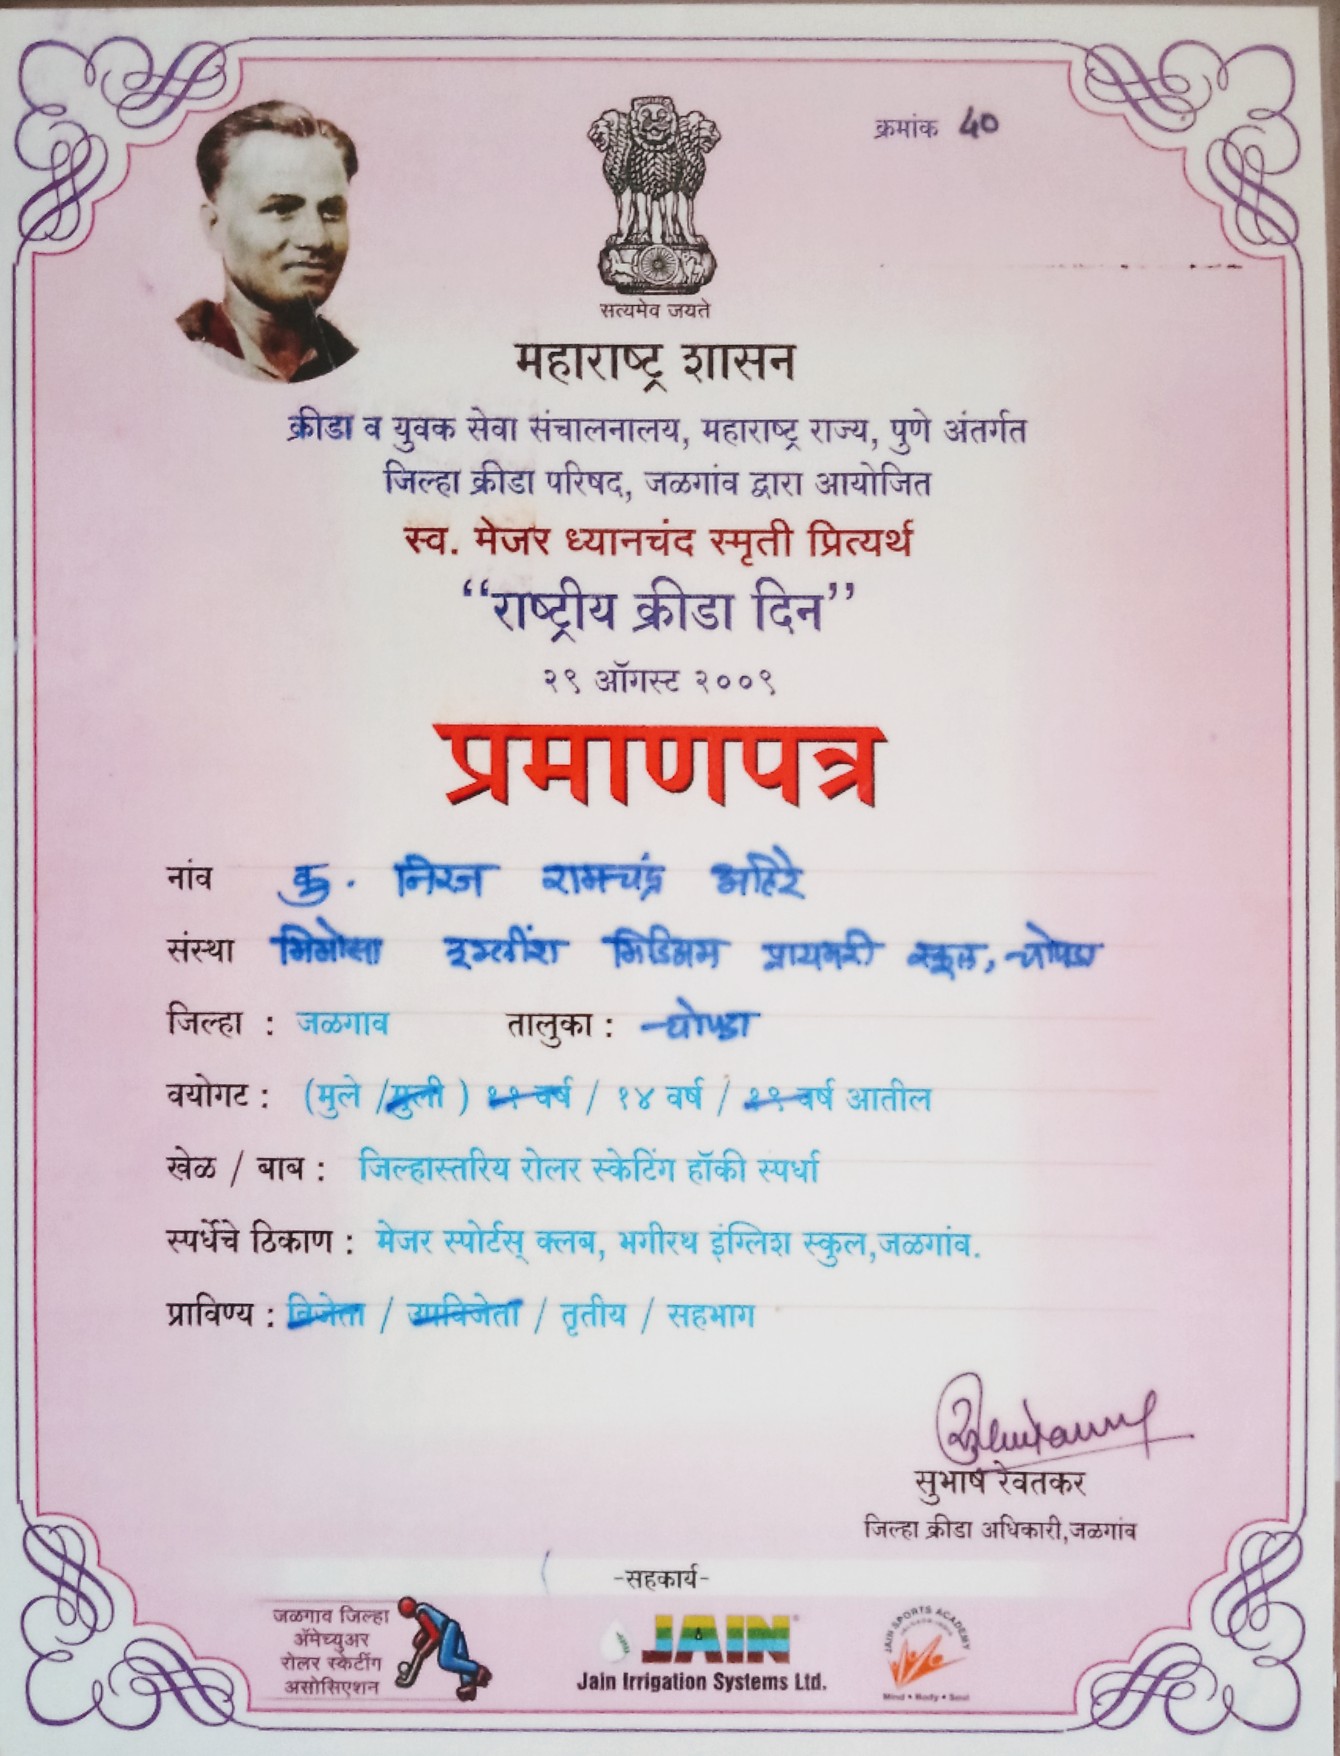 क्रमांक 40
सत्यमेव जयते
महाराष्ट्र शासन
क्रीडा व युवक सेवा संचालनालय, महाराष्ट्र राज्य, पुणे अंतर्गत
जिल्हा क्रीडा परिषद, जळगांव द्वारा आयोजित
स्व. मेजर ध्यानचंद स्मृती प्रित्यर्थ
“राष्ट्रीय क्रीडा दिन”
२९ ऑगस्ट २००९
प्रमाणपत्र
नांव कु. निरज रामचंद्र अहिरे
संस्था मिमोसा इंग्लींश मिडिअम प्रायमरी स्कूल, चोपडा
जिल्हा : जळगाव तालुका : चोपडा
वयोगट : (मुले / मुली ) ११ वर्ष / १४ वर्ष / १९ वर्ष आतील
खेळ / बाब : जिल्हास्तरिय रोलर स्केटिंग हॉकी स्पर्धा
स्पर्धेचे ठिकाण : मेजर स्पोर्टस् क्लब, भगीरथ इंग्लिश स्कुल,जळगांव.
प्राविण्य : विजेता / उपविजेता / तृतीय / सहभाग
सुभाष रेवतकर
जिल्हा क्रीडा अधिकारी,जळगांव
-सहकार्य-
जळगाव जिल्हा
ॲमेच्युअर
रोलर स्केटींग
असोसिएशन
JAIN
Jain Irrigation Systems Ltd.
JAIN SPORTS ACADEMY
Mind • Body • Soul